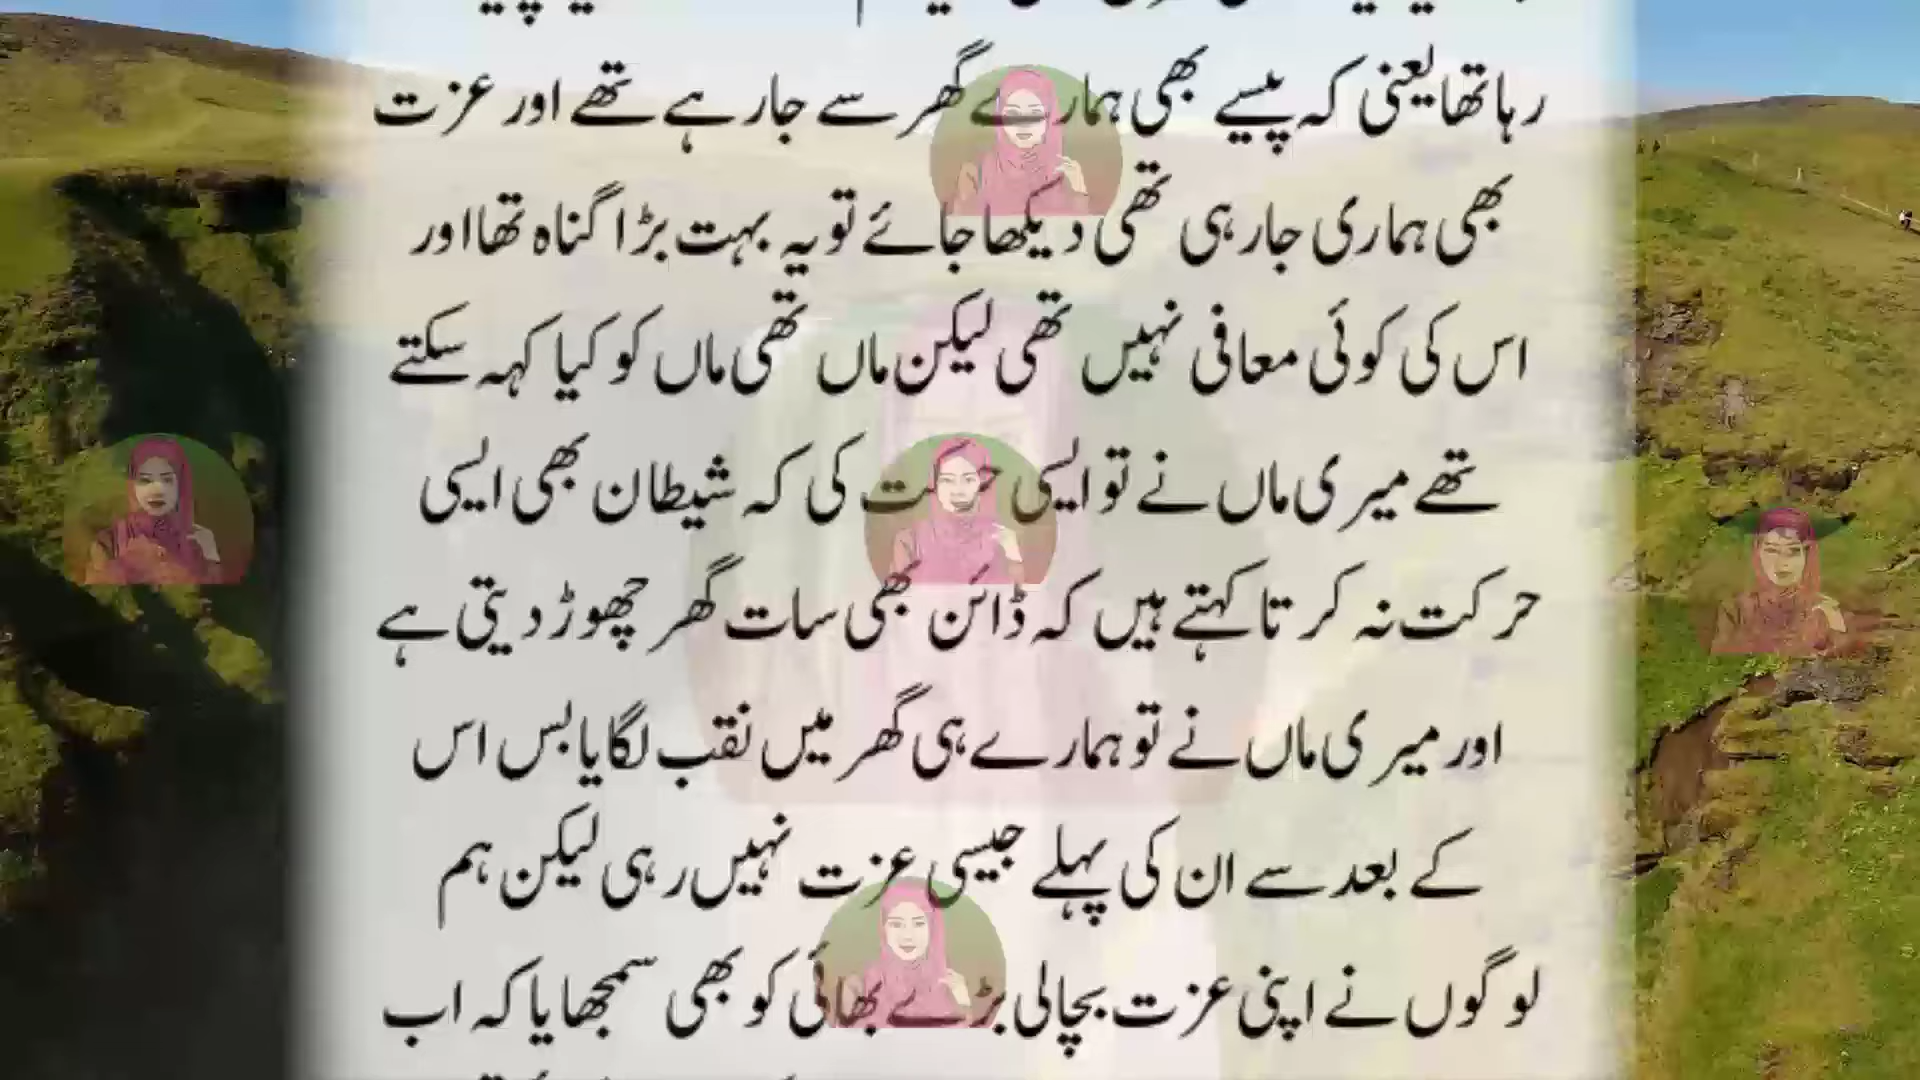 رہا تھا یعنی کہ پیسے بھی ہمارے گھر سے جا رہے تھے اور عزت
بھی ہماری جا رہی تھی دیکھا جائے تو یہ بہت بڑا گناہ تھا اور
اس کی کوئی معافی نہیں تھی لیکن ماں تھی ماں کو کیا کہہ سکتے
تھے میری ماں نے تو ایسی حرکت کی کہ شیطان بھی ایسی
حرکت نہ کرتا کہتے ہیں کہ ڈائن بھی سات گھر چھوڑ دیتی ہے
اور میری ماں نے تو ہمارے ہی گھر میں نقب لگایا بس اس
کے بعد سے ان کی پہلے جیسی عزت نہیں رہی لیکن ہم
لوگوں نے اپنی عزت بچالی بڑے بھائی کو بھی سمجھایا کہ اب